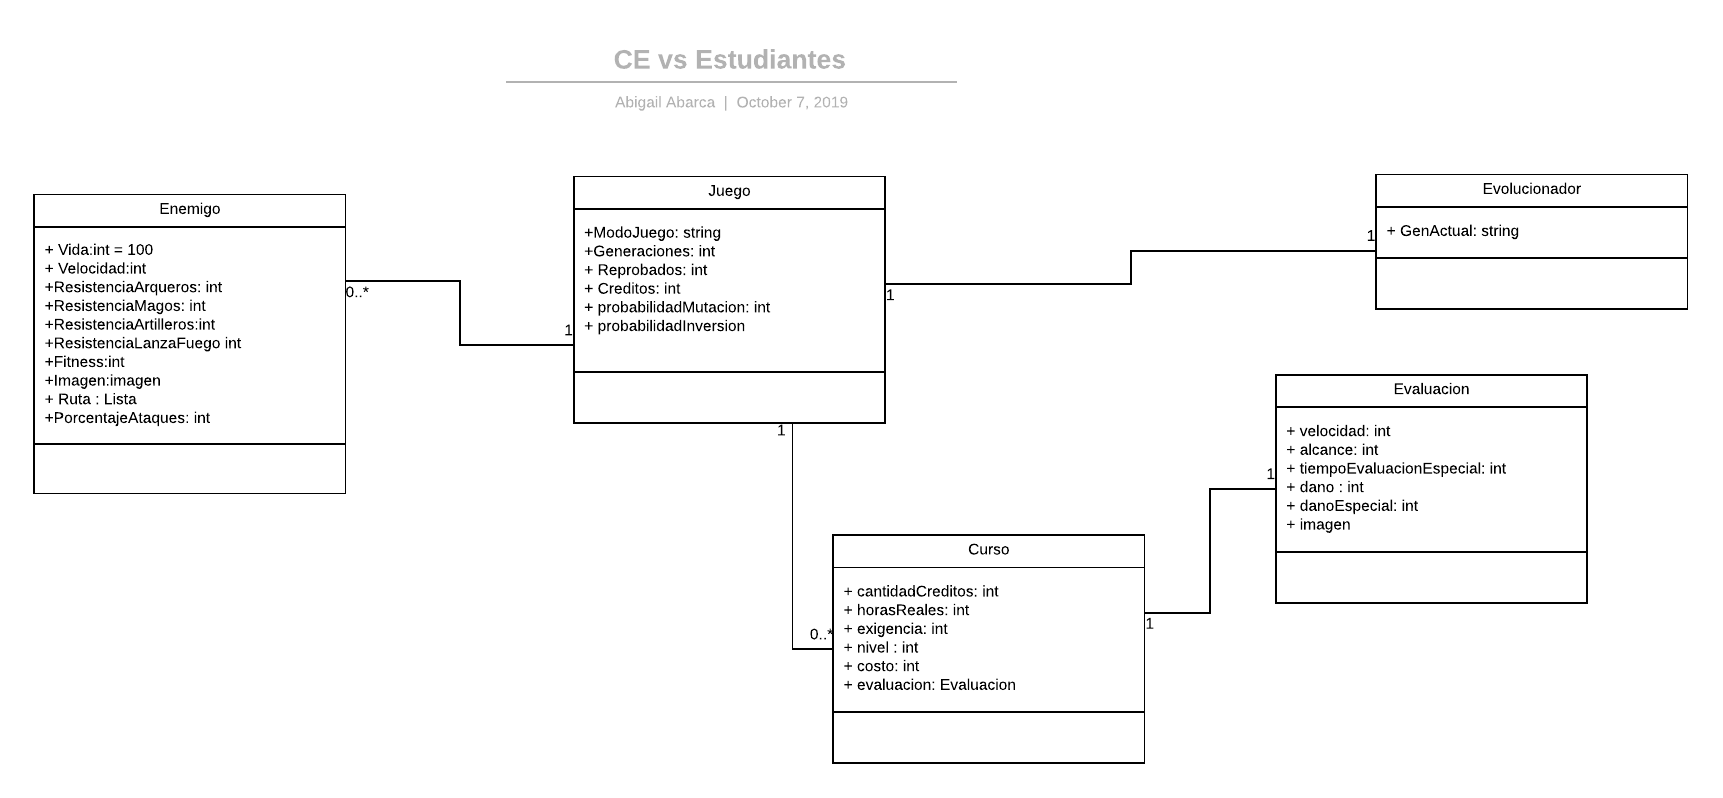 CE vs Estudiantes
Abigail Abarca | October 7, 2019
Enemigo
+ Vida:int = 100
+ Velocidad:int
+ResistenciaArqueros: int
+ResistenciaMagos: int
+ResistenciaArtilleros:int
+ResistenciaLanzaFuego int
+Fitness:int
+Imagen:imagen
+ Ruta : Lista
+PorcentajeAtaques: int
0..*
1
Juego
+ModoJuego: string
+Generaciones: int
+ Reprobados: int
+ Creditos: int
+ probabilidadMutacion: int
+ probabilidadInversion
1
1
Evolucionador
+ GenActual: string
1
0..*
Curso
+ cantidadCreditos: int
+ horasReales: int
+ exigencia: int
+ nivel : int
+ costo: int
+ evaluacion: Evaluacion
1
1
Evaluacion
+ velocidad: int
+ alcance: int
+ tiempoEvaluacionEspecial: int
+ dano : int
+ danoEspecial: int
+ imagen